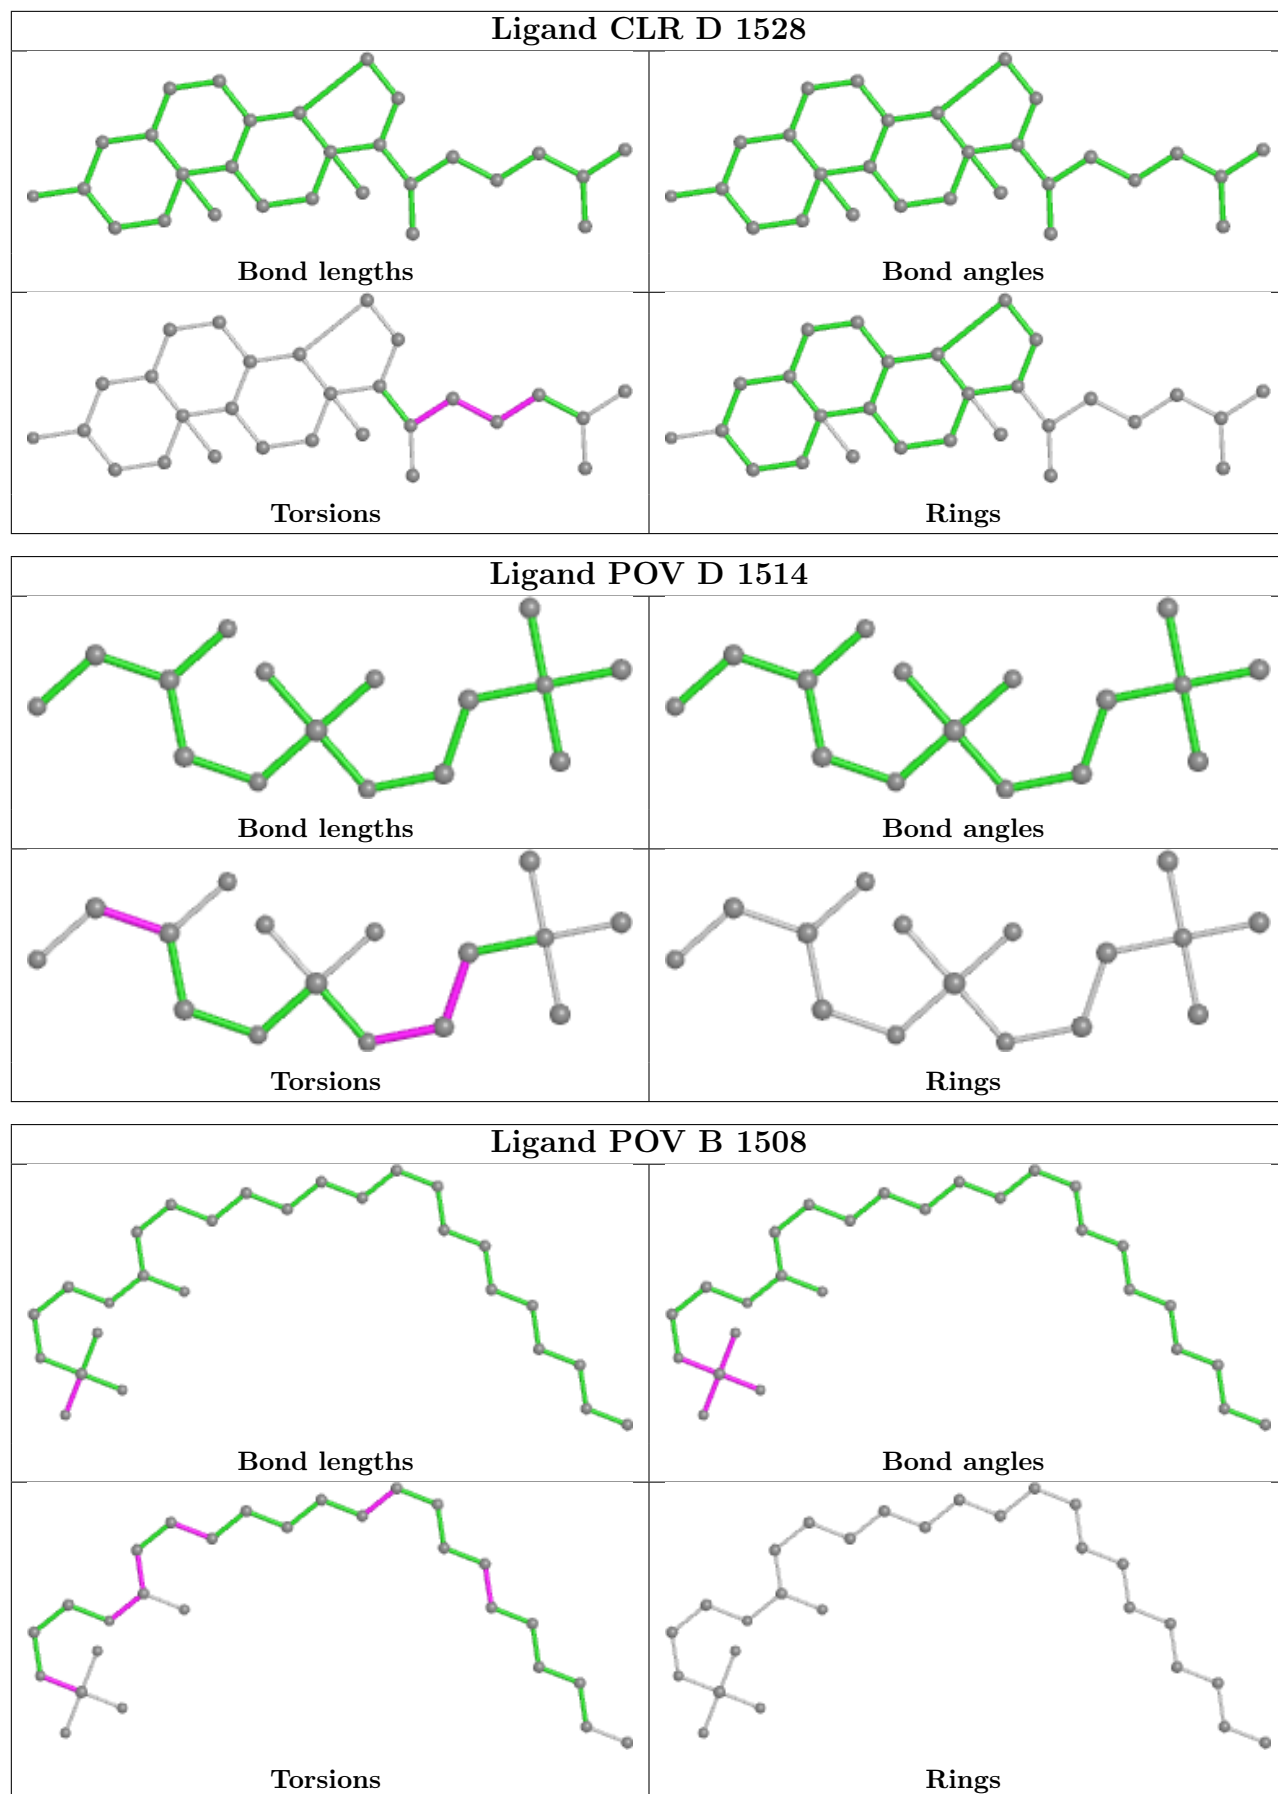 Ligand CLR D 1528
Bond lengths
Bond angles
Torsions
Rings
Ligand POV D 1514
Bond lengths
Bond angles
Torsions
Rings
Ligand POV B 1508
Bond lengths
Bond angles
Torsions
Rings